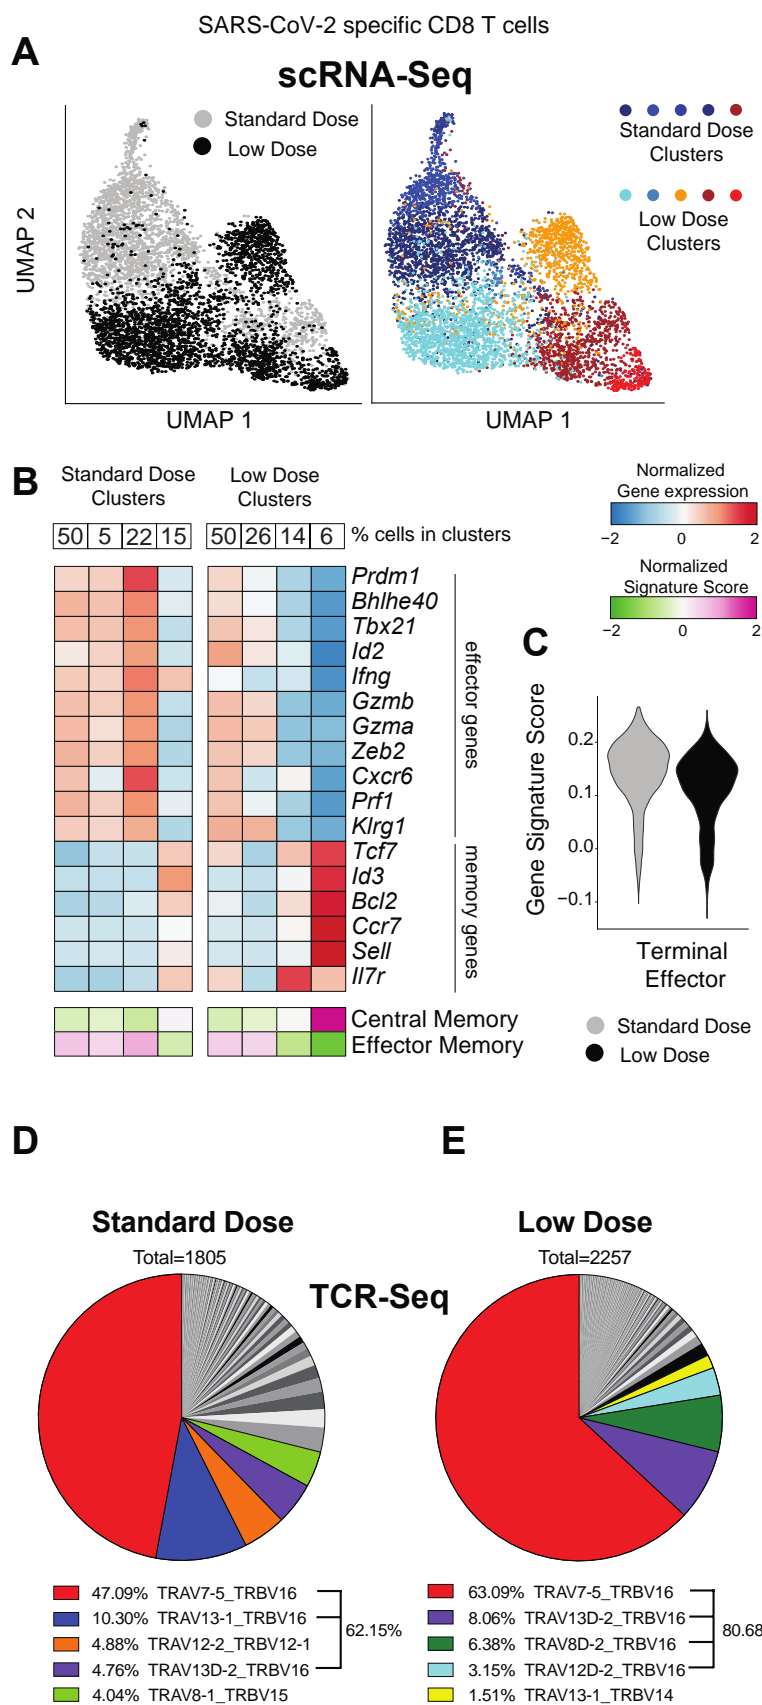 SARS-CoV-2 specific CD8 T cells
A
scRNA-Seq
Standard Dose
Low Dose
Standard Dose
Clusters
Low Dose
Clusters
UMAP 2
UMAP 1
UMAP 1
B
Standard Dose
Clusters
Low Dose
Clusters
50 5 22 15
50 26 14 6
% cells in clusters
Normalized
Gene expression
−2 0 2
Normalized
Signature Score
−2 0 2
Prdm1
Bhlhe40
Tbx21
Id2
Ifng
Gzmb
Gzma
Zeb2
Cxcr6
Prf1
Klrg1
Tcf7
Id3
Bcl2
Ccr7
Sell
Il7r
effector genes
memory genes
Central Memory
Effector Memory
C
Gene Signature Score
0.2
0.1
0.0
−0.1
Terminal
Effector
Standard Dose
Low Dose
D
E
Standard Dose
Total=1805
Low Dose
Total=2257
TCR-Seq
47.09% TRAV7-5_TRBV16
10.30% TRAV13-1_TRBV16
4.88% TRAV12-2_TRBV12-1
4.76% TRAV13D-2_TRBV16
4.04% TRAV8-1_TRBV15
62.15%
63.09% TRAV7-5_TRBV16
8.06% TRAV13D-2_TRBV16
6.38% TRAV8D-2_TRBV16
3.15% TRAV12D-2_TRBV16
1.51% TRAV13-1_TRBV14
80.68